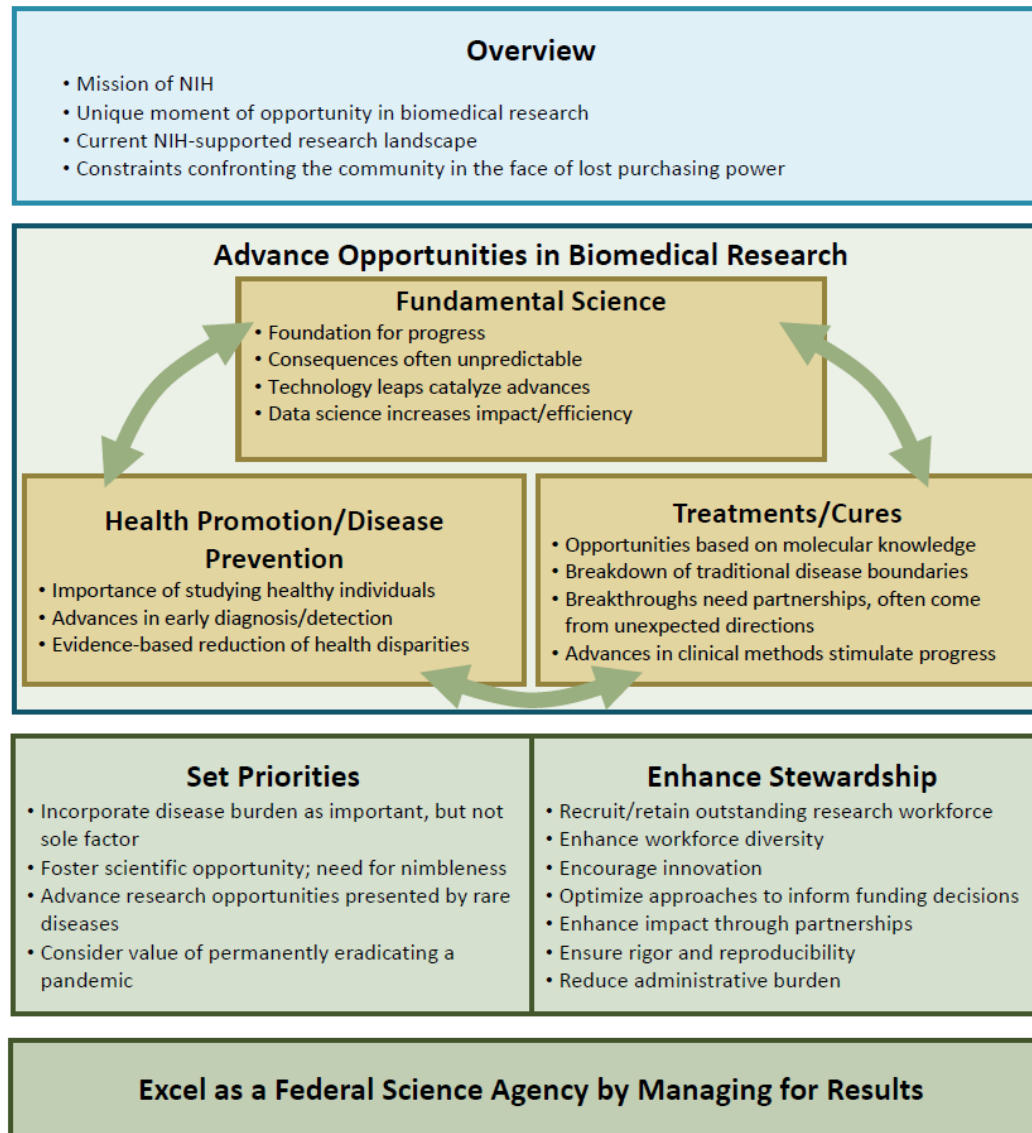 Overview
• Mission of NIH
• Unique moment of opportunity in biomedical research
• Current NIH-supported research landscape
• Constraints confronting the community in the face of lost purchasing power
Advance Opportunities in Biomedical Research
Fundamental Science
• Foundation for progress
• Consequences often unpredictable
• Technology leaps catalyze advances
• Data science increases impact/efficiency
Health Promotion/Disease
Prevention
• Importance of studying healthy individuals
• Advances in early diagnosis/detection
• Evidence-based reduction of health disparities
Treatments/Cures
• Opportunities based on molecular knowledge
• Breakdown of traditional disease boundaries
• Breakthroughs need partnerships, often come
from unexpected directions
• Advances in clinical methods stimulate progress
Set Priorities
• Incorporate disease burden as important, but not
sole factor
• Foster scientific opportunity; need for nimbleness
• Advance research opportunities presented by rare
diseases
• Consider value of permanently eradicating a
pandemic
Enhance Stewardship
• Recruit/retain outstanding research workforce
• Enhance workforce diversity
• Encourage innovation
• Optimize approaches to inform funding decisions
• Enhance impact through partnerships
• Ensure rigor and reproducibility
• Reduce administrative burden
Excel as a Federal Science Agency by Managing for Results